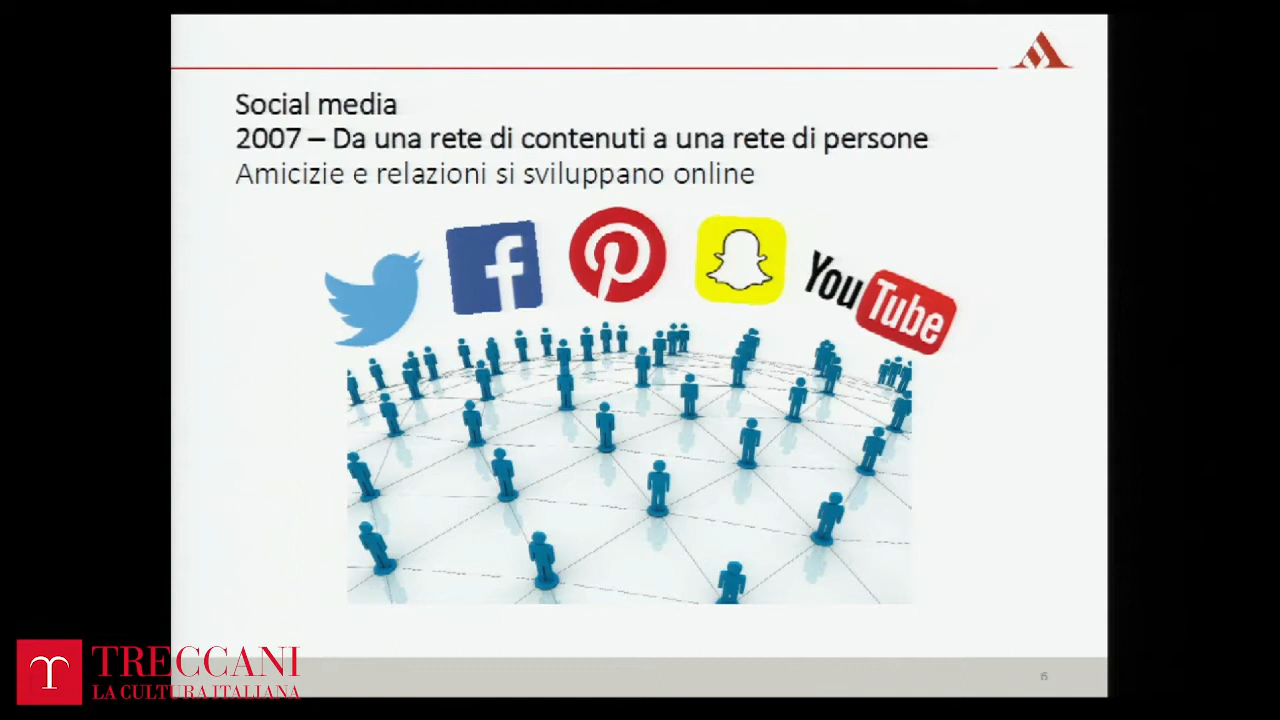 Social media
2007 – Da una rete di contenuti a una rete di persone
Amicizie e relazioni si sviluppano online
f
YouTube
TRECCANI
LA CULTURA ITALIANA